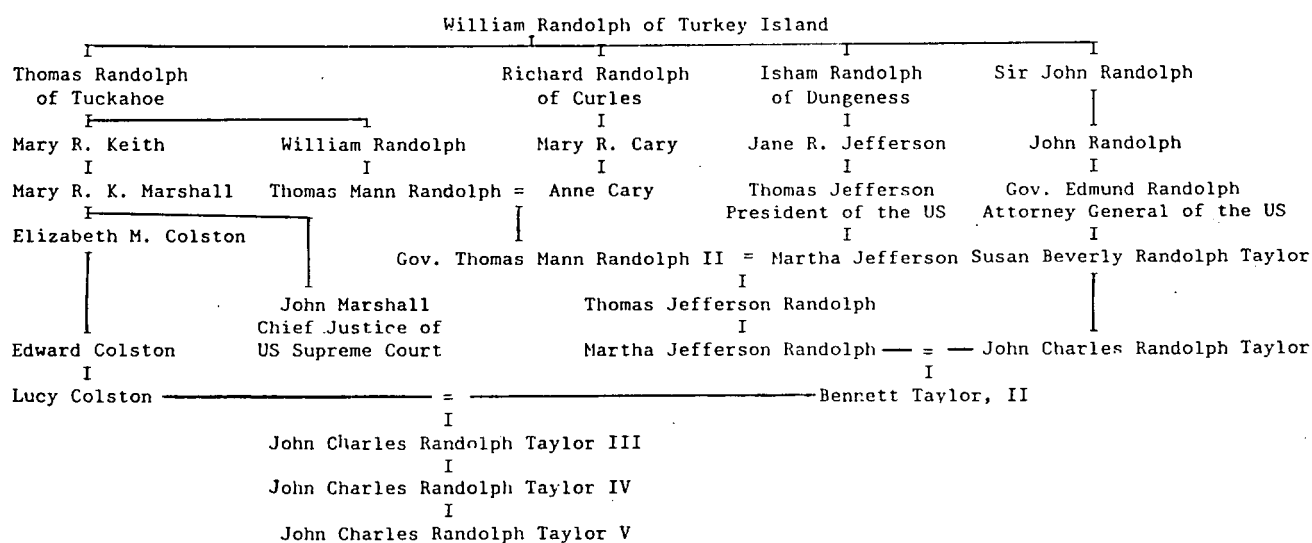 William Randolph of Turkey Island
Thomas Randolph Richard Randolph Isham Randolph Sir John Randolph
of Tuckahoe of Curles of Dungeness
Mary R. Keith William Randolph Mary R. Cary Jane R. Jefferson John Randolph
Mary R. K. Marshall Thomas Mann Randolph = Anne Cary Thomas Jefferson Gov. Edmund Randolph
President of the US Attorney General of the US
Elizabeth M. Colston
Gov. Thomas Mann Randolph II = Martha Jefferson Susan Beverly Randolph Taylor
John Marshall Thomas Jefferson Randolph
Chief Justice of
Edward Colston US Supreme Court Martha Jefferson Randolph = John Charles Randolph Taylor
Lucy Colston = Bennett Taylor, II
John Charles Randolph Taylor III
John Charles Randolph Taylor IV
John Charles Randolph Taylor V